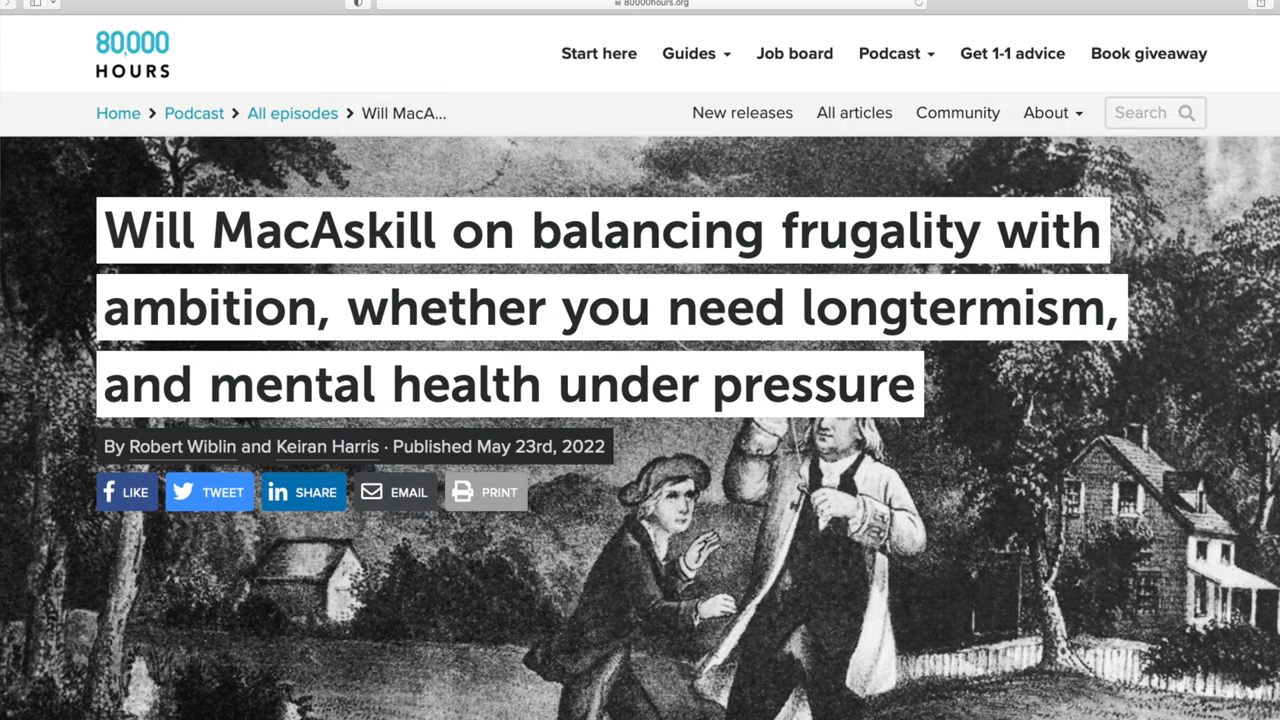 80000hours.org
80,000
HOURS
Start here Guides Job board Podcast Get 1-1 advice Book giveaway
Home > Podcast > All episodes > Will MacA...
New releases All articles Community About Search
Will MacAskill on balancing frugality with
ambition, whether you need longtermism,
and mental health under pressure
By Robert Wiblin and Keiran Harris · Published May 23rd, 2022
LIKE TWEET in SHARE EMAIL PRINT